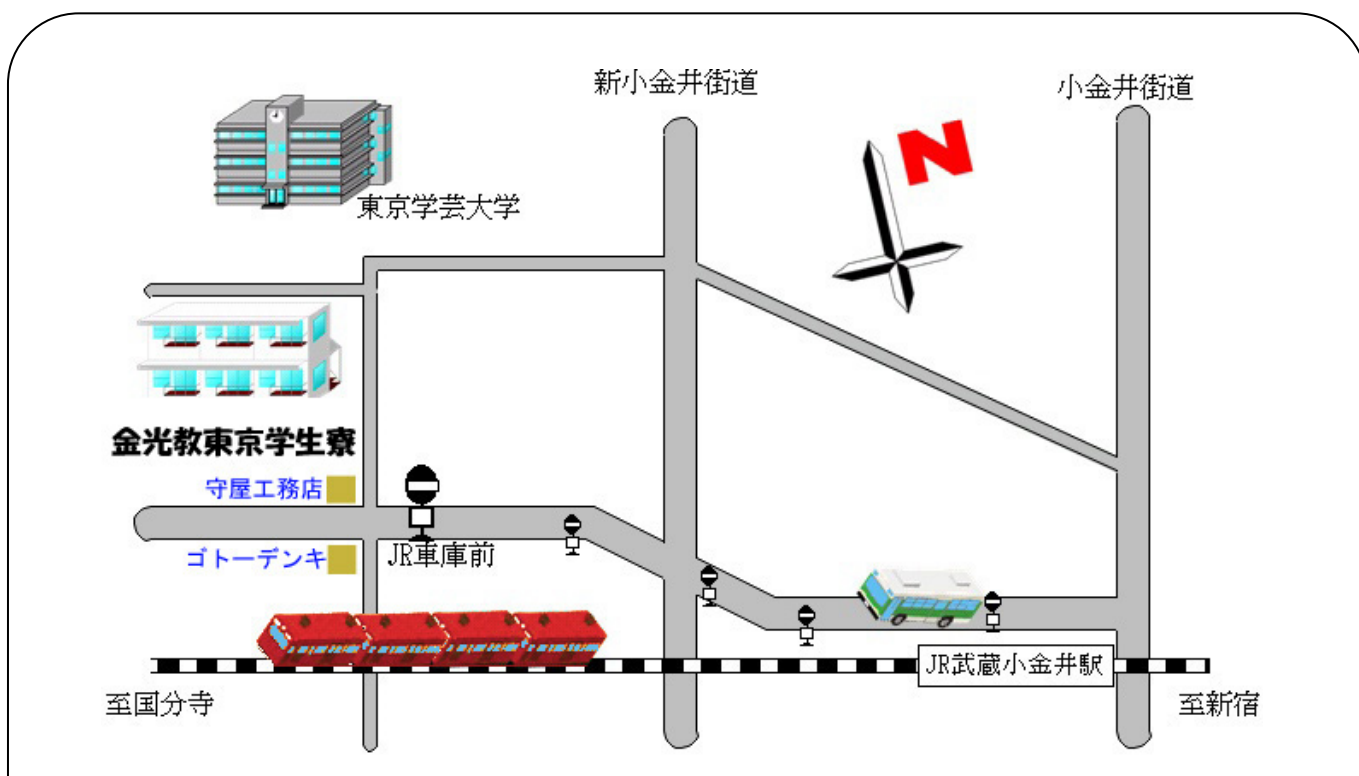 新小金井街道
小金井街道
N
東京学芸大学
金光教東京学生寮
守屋工務店
ゴトーデンキ
JR車庫前
JR武蔵小金井駅
至国分寺
至新宿